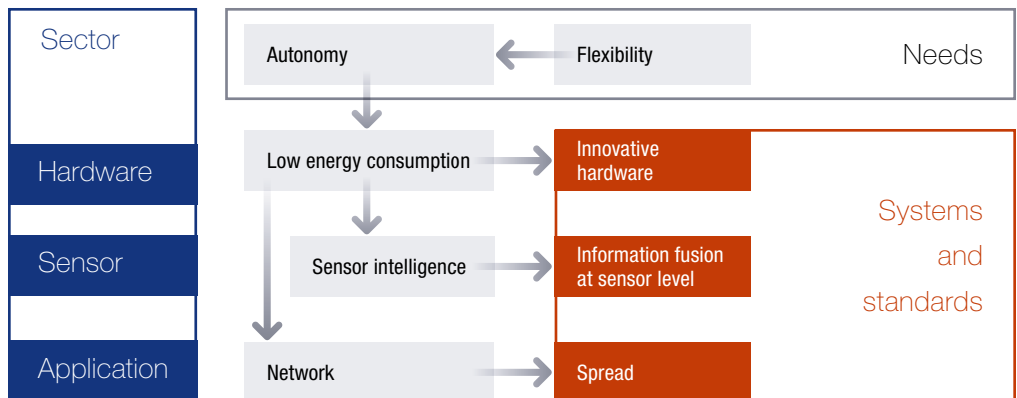 Sector
Autonomy
Flexibility
Needs
Hardware
Low energy consumption
Innovative
hardware
Systems
and
standards
Sensor
Sensor intelligence
Information fusion
at sensor level
Application
Network
Spread